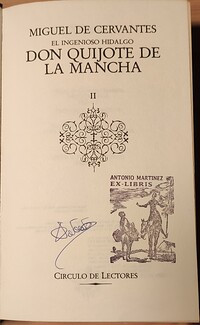 MIGUEL DE CERVANTES
EL INGENIOSO HIDALGO
DON QUIJOTE DE
LA MANCHA
II
ANTONIO MARTINEZ
EX-LIBRIS
CIRCULO DE LECTORES